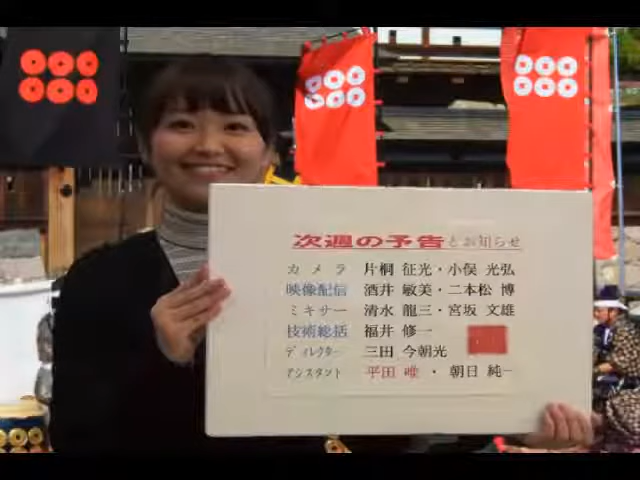 次週の予告とお知らせ
カメラ 片桐 征光・小俣 光弘
映像配信 酒井 敏美・二本松 博
ミキサー 清水 龍三・宮坂 文雄
技術総括 福井 修一
ディレクター 三田 今朝光
アシスタント 平田 唯・朝日 純一